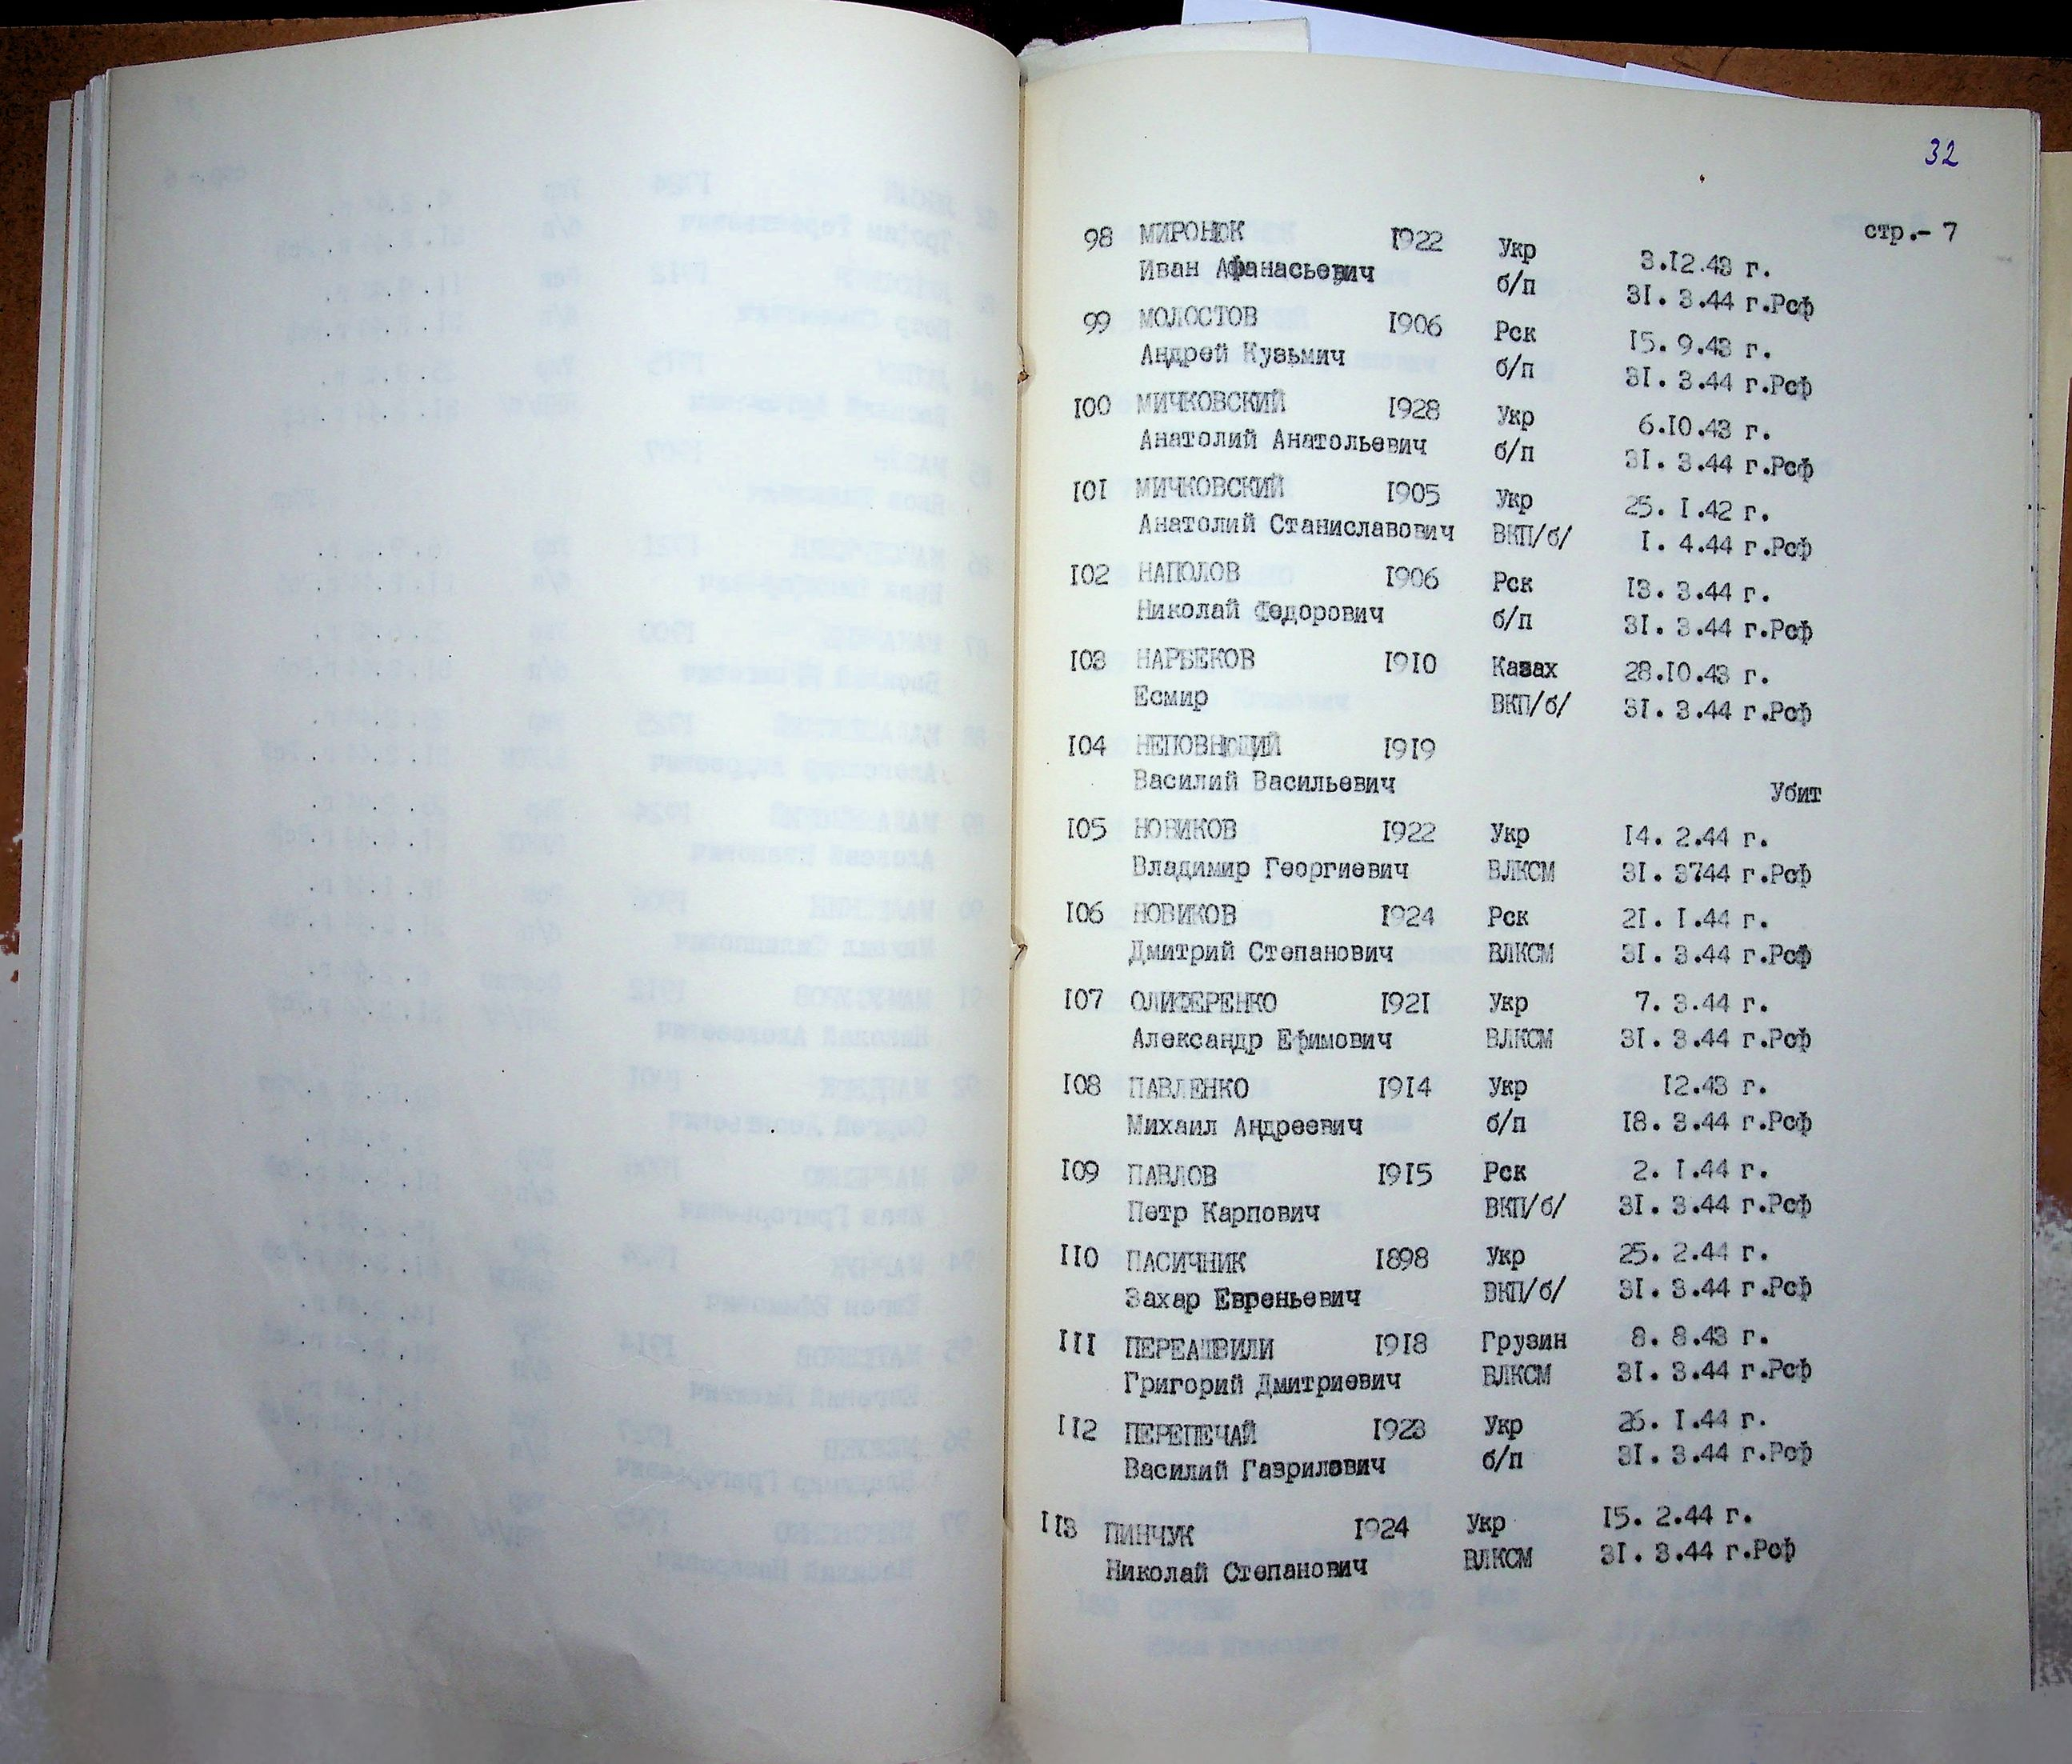 32
стр.- 7
98 МИРОНЮК 1922 Укр 3.12.43 г.
Иван Афанасьевич б/п 31. 3.44 г.Рсф
99 МОЛОСТОВ 1906 Рск 15. 9.43 г.
Андрей Кузьмич б/п 31. 3.44 г.Рсф
100 МИЧКОВСКИЙ 1928 Укр 6.10.43 г.
Анатолий Анатольевич б/п 31. 3.44 г.Рсф
101 МИЧКОВСКИЙ 1905 Укр 25. 1.42 г.
Анатолий Станиславович ВКП/б/ 1. 4.44 г.Рсф
102 НАПОЛОВ 1906 Рск 13. 3.44 г.
Николай Федорович б/п 31. 3.44 г.Рсф
103 НАРБЕКОВ 1910 Казах 28.10.43 г.
Есмир ВКП/б/ 31. 3.44 г.Рсф
104 1919
Василий Васильевич Убит
105 НОВИКОВ 1922 Укр 14. 2.44 г.
Владимир Георгиевич ВЛКСМ 31. 3744 г.Рсф
106 НОВИКОВ 1924 Рск 21. 1.44 г.
Дмитрий Степанович ВЛКСМ 31. 3.44 г.Рсф
107 ОЛИФЕРЕНКО 1921 Укр 7. 3.44 г.
Александр Ефимович ВЛКСМ 31. 3.44 г.Рсф
108 ПАВЛЕНКО 1914 Укр 12.43 г.
Михаил Андреевич б/п 18. 3.44 г.Рсф
109 ПАВЛОВ 1915 Рск 2. 1.44 г.
Петр Карпович ВКП/б/ 31. 3.44 г.Рсф
110 ПАСИЧНИК 1898 Укр 25. 2.44 г.
Захар Евреньевич ВКП/б/ 31. 3.44 г.Рсф
111 ПЕРЕАШВИЛИ 1918 Грузин 8. 8.43 г.
Григорий Дмитриевич ВЛКСМ 31. 3.44 г.Рсф
112 ПЕРЕПЕЧАЙ 1923 Укр 26. 1.44 г.
Василий Гаврилович б/п 31. 3.44 г.Рсф
113 ПИНЧУК 1924 Укр 15. 2.44 г.
Николай Степанович ВЛКСМ 31. 3.44 г.Рсф